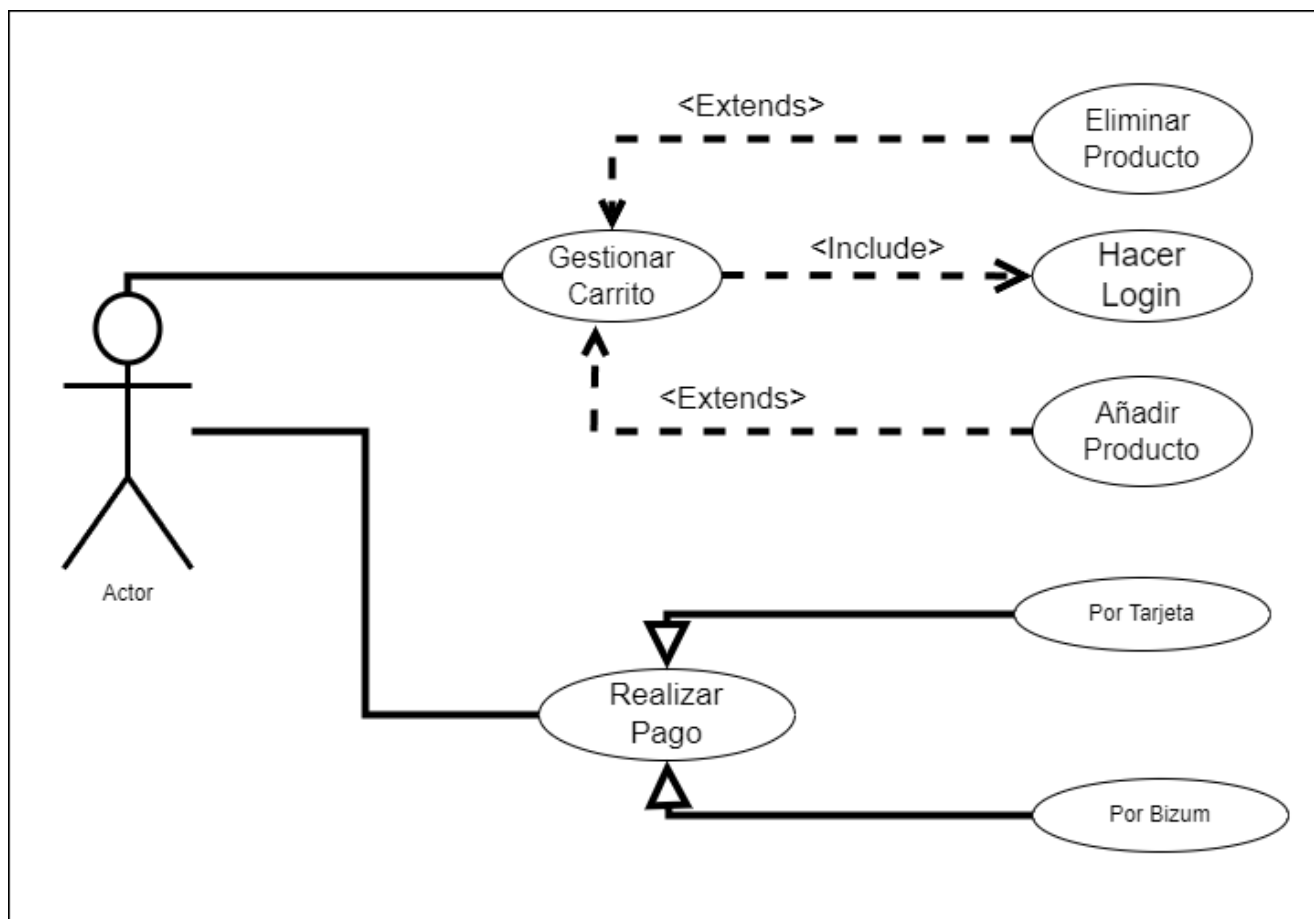 <Extends>
Eliminar
Producto
Gestionar
Carrito
<Include>
Hacer
Login
<Extends>
Añadir
Producto
Actor
Por Tarjeta
Realizar
Pago
Por Bizum